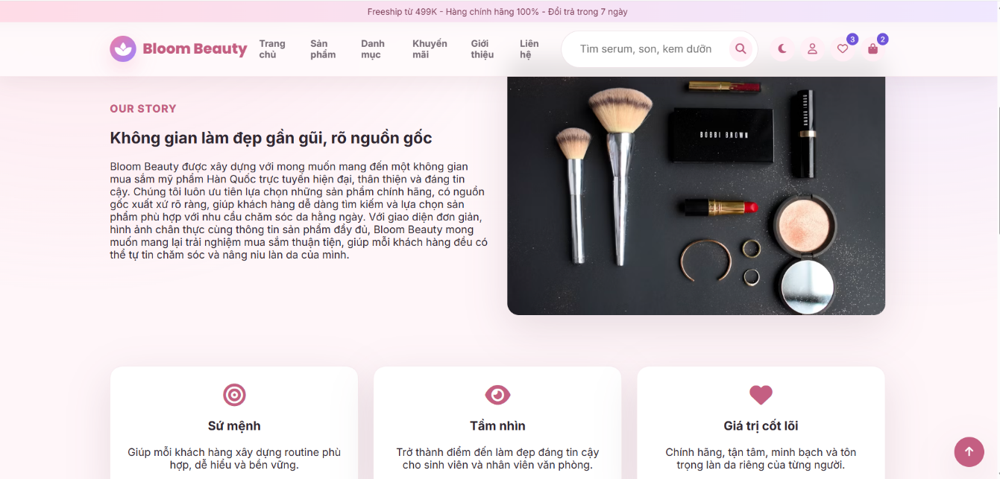 Freeship từ 499K - Hàng chính hãng 100% - Đổi trả trong 7 ngày
Bloom Beauty
Trang chủ
Sản phẩm
Danh mục
Khuyến mãi
Giới thiệu
Liên hệ
Tìm serum, son, kem dưỡn
3
2
OUR STORY
Không gian làm đẹp gần gũi, rõ nguồn gốc
Bloom Beauty được xây dựng với mong muốn mang đến một không gian
mua sắm mỹ phẩm Hàn Quốc trực tuyến hiện đại, thân thiện và đáng tin
cậy. Chúng tôi luôn ưu tiên lựa chọn những sản phẩm chính hãng, có nguồn
gốc xuất xứ rõ ràng, giúp khách hàng dễ dàng tìm kiếm và lựa chọn sản
phẩm phù hợp với nhu cầu chăm sóc da hằng ngày. Với giao diện đơn giản,
hình ảnh chân thực cùng thông tin sản phẩm đầy đủ, Bloom Beauty mong
muốn mang lại trải nghiệm mua sắm thuận tiện, giúp mỗi khách hàng đều có
thể tự tin chăm sóc và nâng niu làn da của mình.
BOBBI BROWN
Sứ mệnh
Giúp mỗi khách hàng xây dựng routine phù
hợp, dễ hiểu và bền vững.
Tầm nhìn
Trở thành điểm đến làm đẹp đáng tin cậy
cho sinh viên và nhân viên văn phòng.
Giá trị cốt lõi
Chính hãng, tận tâm, minh bạch và tôn
trọng làn da riêng của từng người.